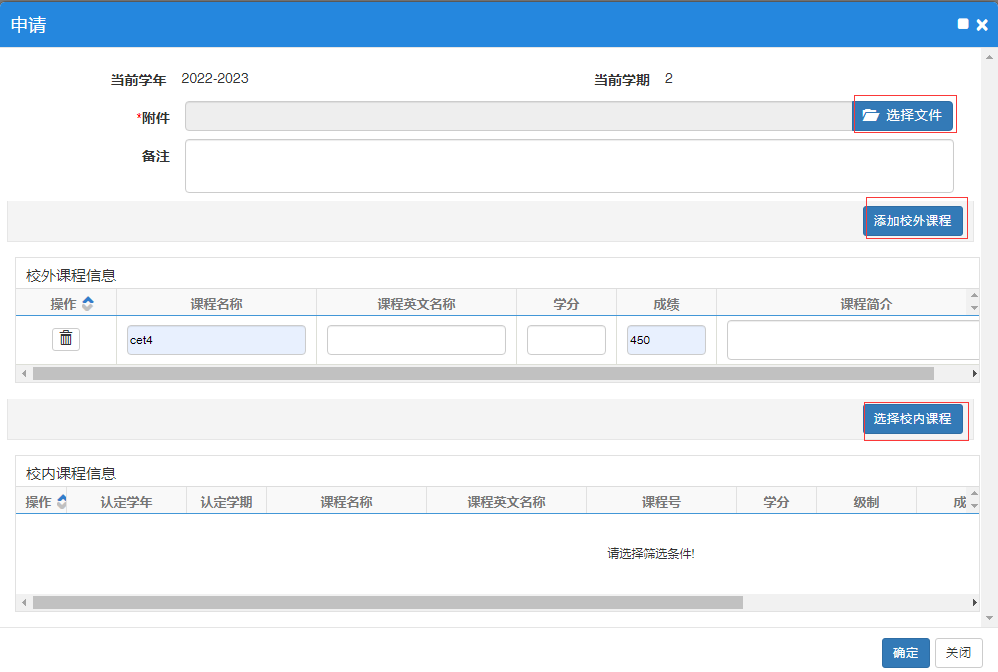 申请
当前学年 2022-2023 当前学期 2
*附件 选择文件
备注
添加校外课程
校外课程信息
操作 课程名称 课程英文名称 学分 成绩 课程简介
cet4 450
选择校内课程
校内课程信息
操作 认定学年 认定学期 课程名称 课程英文名称 课程号 学分 级制 成
请选择筛选条件!
确定 关闭